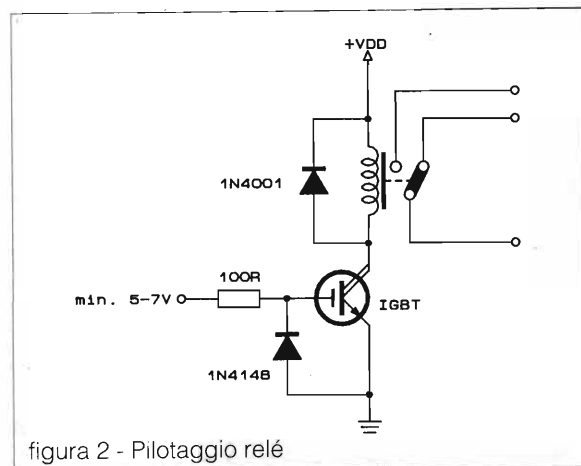 +VDD
1N4001
100R
min. 5-7V
IGBT
1N4148
figura 2 - Pilotaggio relé